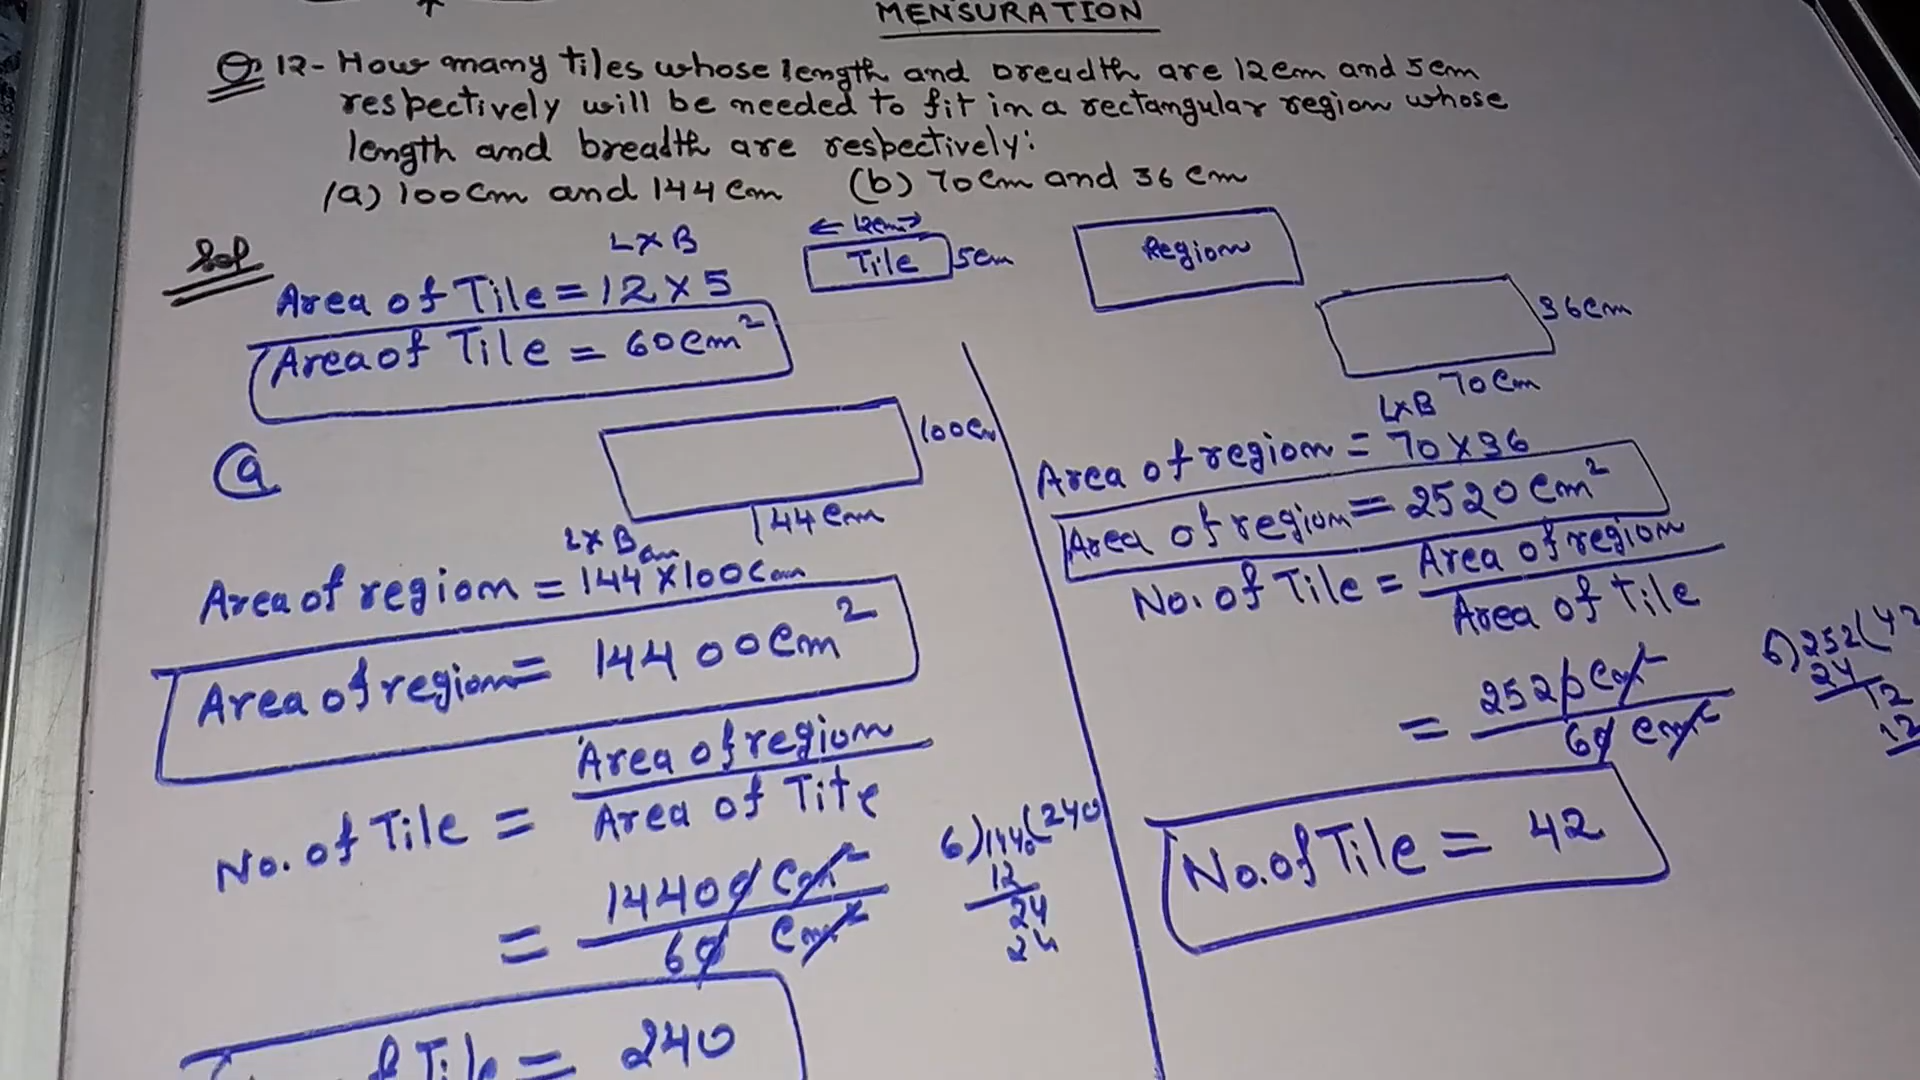 MENSURATION
Q 12- How many tiles whose length and breadth are 12cm and 5cm
respectively will be needed to fit in a rectangular region whose
length and breadth are respectively:
(a) 100cm and 144cm (b) 70cm and 36cm
Sol
L×B
Area of Tile = 12×5
Area of Tile = 60cm²
12cm
Tile
5cm
Region
(a)
100cm
144cm
L×B
Area of region = 144cm×100cm
Area of region = 14400cm²
No. of Tile = Area of region / Area of Tile
= 14400 cm² / 60 cm²
6)1440(240
12
24
24
of Tile = 240
36cm
70cm
L×B
Area of region = 70×36
Area of region = 2520cm²
No. of Tile = Area of region / Area of Tile
= 2520 cm² / 60 cm²
6)252(42
24
12
12
No. of Tile = 42